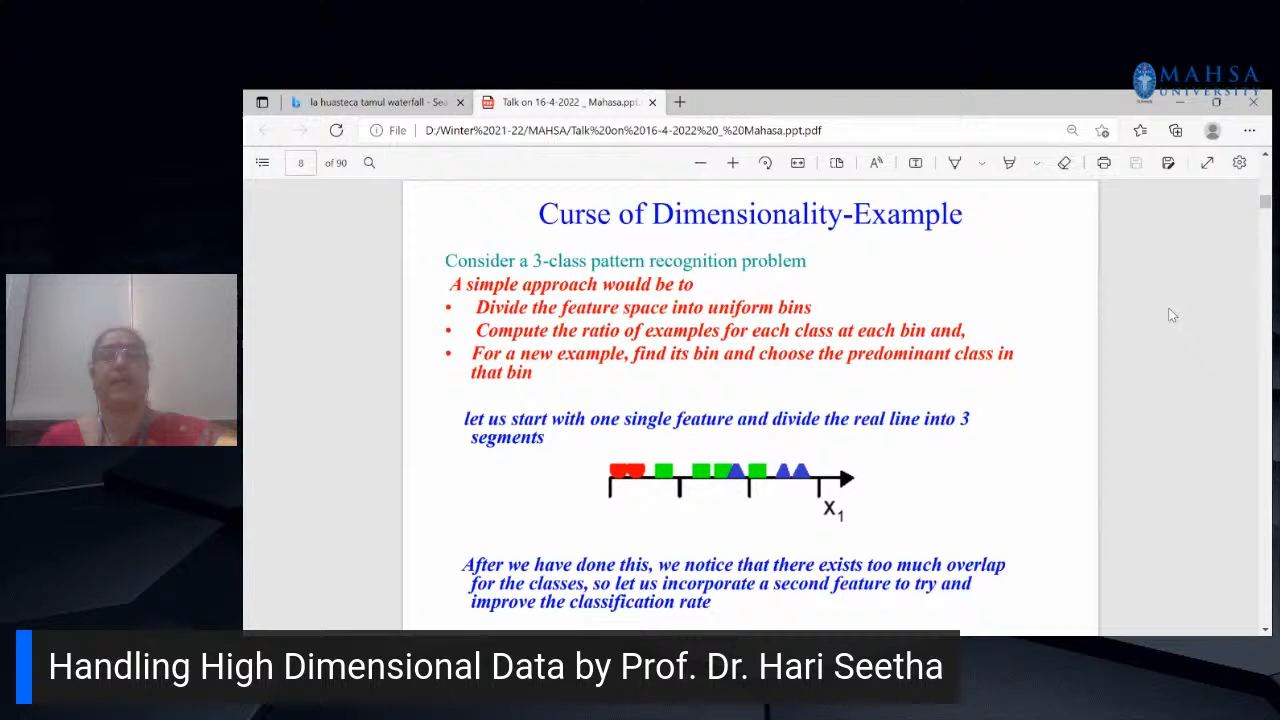 MAHSA
UNIVERSITY
la huasteca tamul waterfall - Sea
Talk on 16-4-2022 _ Mahasa.ppt.
File
D:/Winter%2021-22/MAHSA/Talk%20on%2016-4-2022%20_%20Mahasa.ppt.pdf
8 of 90
Curse of Dimensionality-Example
Consider a 3-class pattern recognition problem
A simple approach would be to
• Divide the feature space into uniform bins
• Compute the ratio of examples for each class at each bin and,
• For a new example, find its bin and choose the predominant class in
that bin
let us start with one single feature and divide the real line into 3
segments
x1
After we have done this, we notice that there exists too much overlap
for the classes, so let us incorporate a second feature to try and
improve the classification rate
Handling High Dimensional Data by Prof. Dr. Hari Seetha